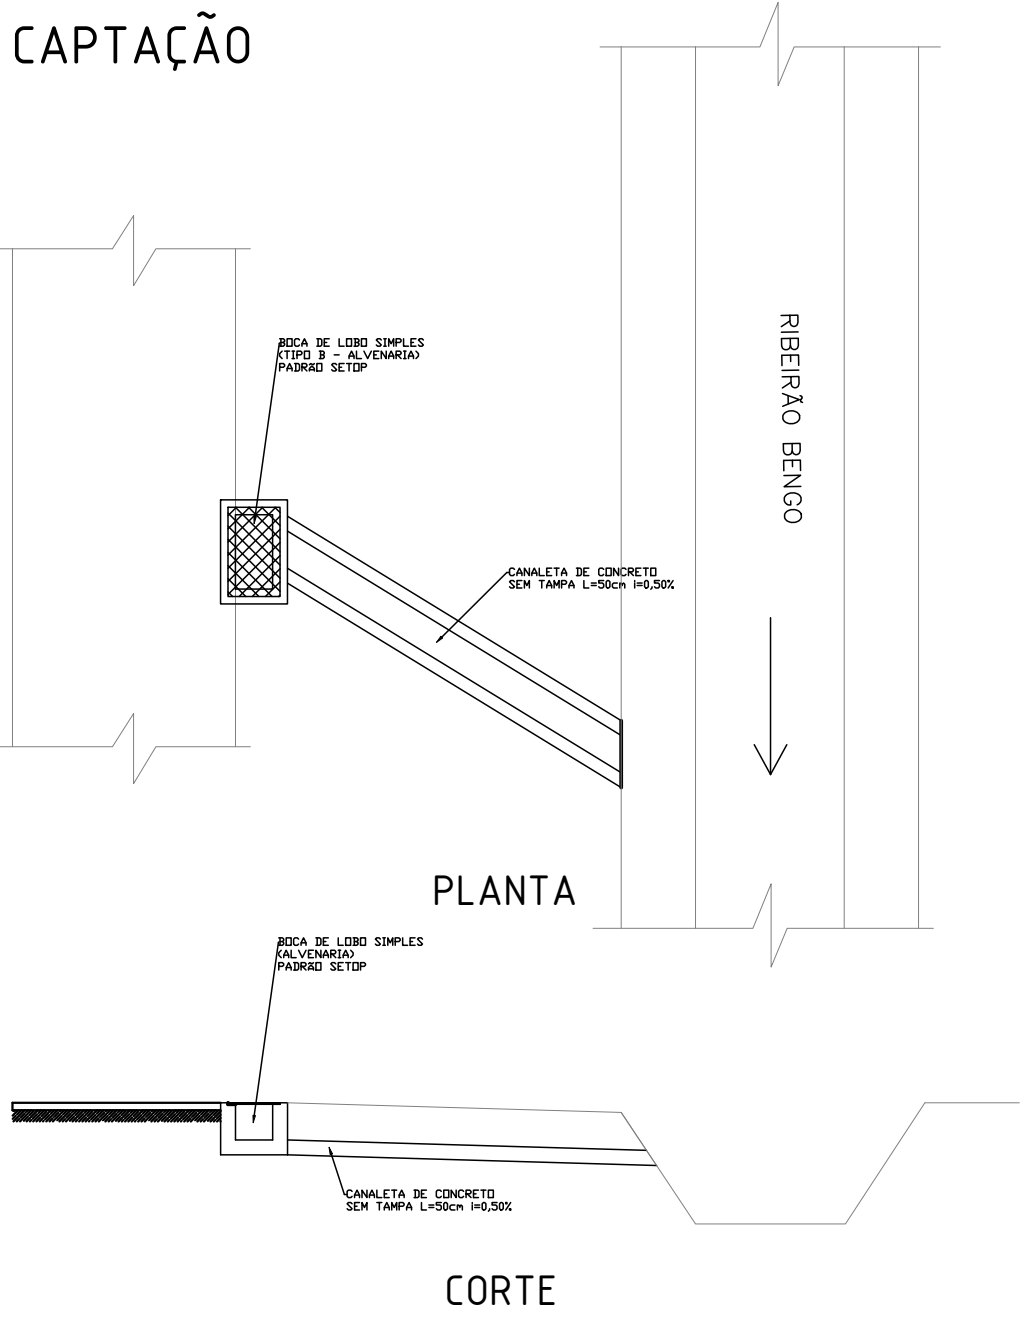 CAPTAÇÃO
BOCA DE LOBO SIMPLES
(TIPO B - ALVENARIA)
PADRÃO SETOP
RIBEIRÃO BENGO
CANALETA DE CONCRETO
SEM TAMPA L=50cm i=0,50%
PLANTA
BOCA DE LOBO SIMPLES
(ALVENARIA)
PADRÃO SETOP
CANALETA DE CONCRETO
SEM TAMPA L=50cm i=0,50%
CORTE